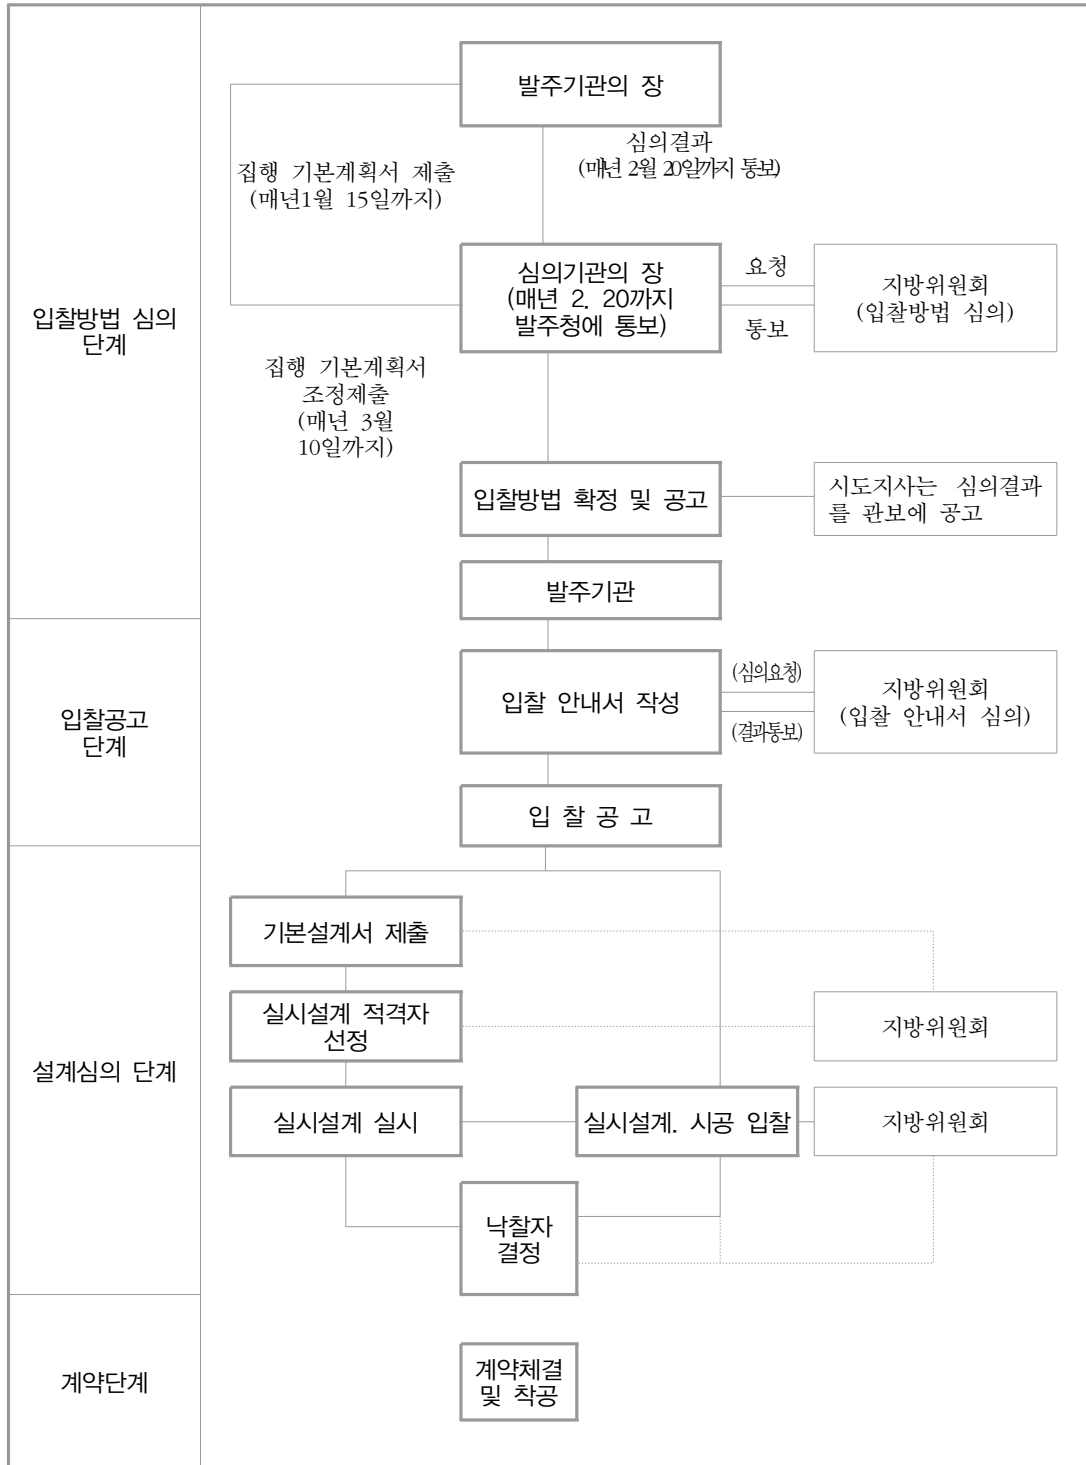 입찰방법 심의
단계
발주기관의 장
집행 기본계획서 제출
(매년1월 15일까지)
심의결과
(매년 2월 20일까지 통보)
심의기관의 장
(매년 2. 20까지
발주청에 통보)
요청
통보
지방위원회
(입찰방법 심의)
집행 기본계획서
조정제출
(매년 3월
10일까지)
입찰방법 확정 및 공고
시도지사는 심의결과
를 관보에 공고
발주기관
입찰공고
단계
입찰 안내서 작성
(심의요청)
(결과통보)
지방위원회
(입찰 안내서 심의)
입 찰 공 고
설계심의 단계
기본설계서 제출
실시설계 적격자
선정
지방위원회
실시설계 실시
실시설계. 시공 입찰
지방위원회
낙찰자
결정
계약단계
계약체결
및 착공